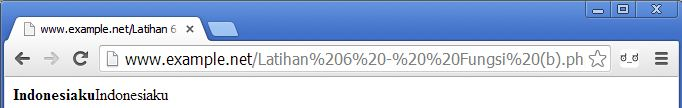 www.example.net/Latihan 6
www.example.net/Latihan%206%20-%20%20Fungsi%20(b).ph
IndonesiakuIndonesiaku